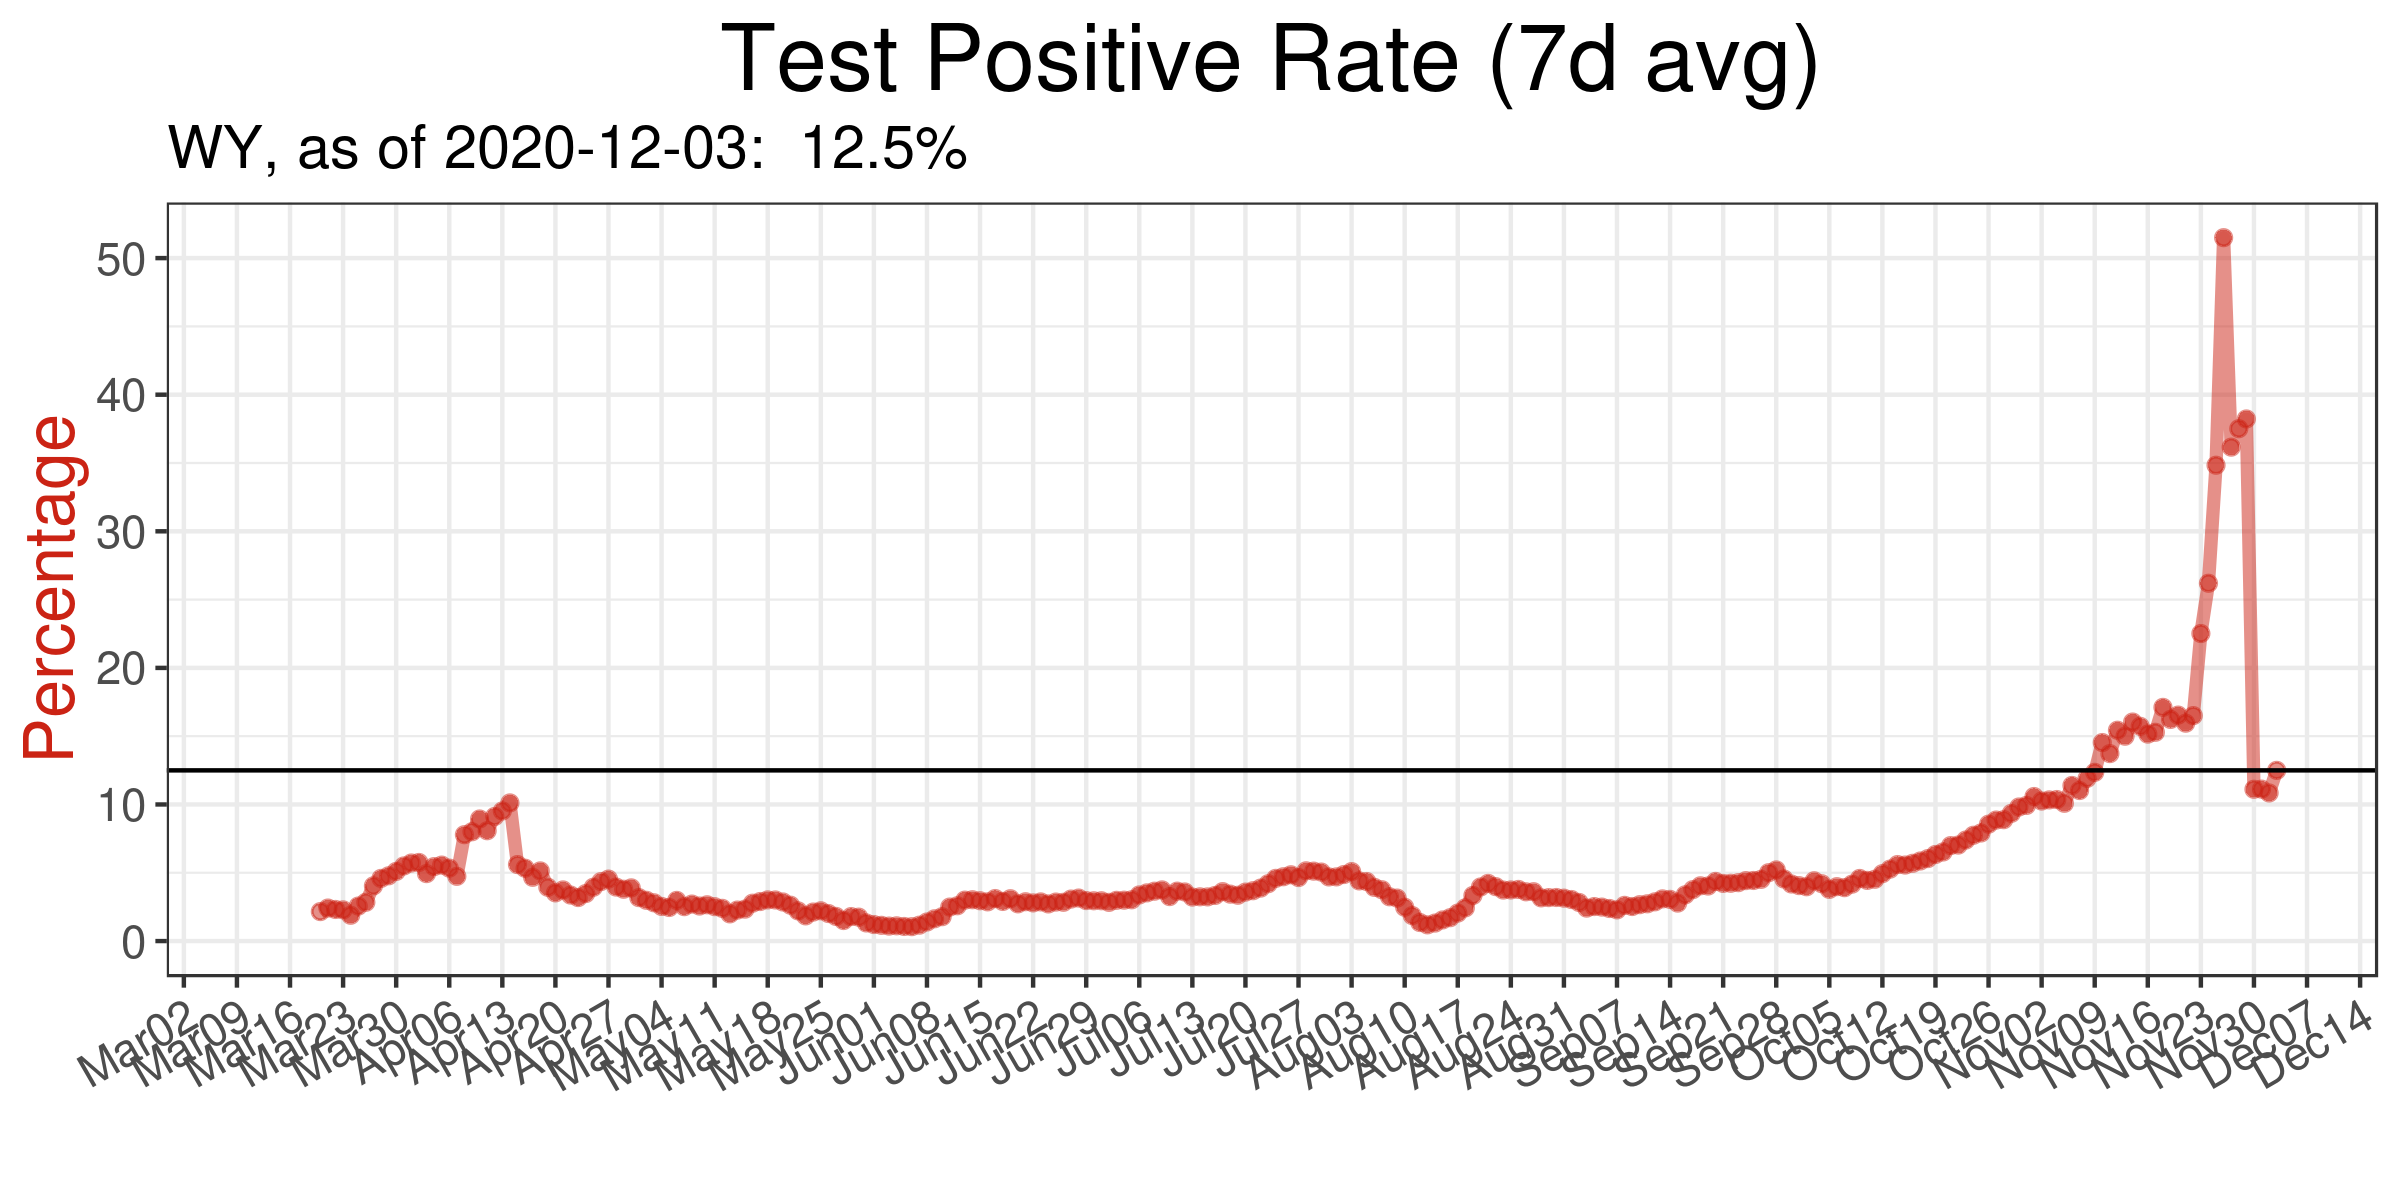 Test Positive Rate (7d avg)
WY, as of 2020-12-03:  12.5%
Percentage
50
40
30
20
10
0
Mar02
Mar09
Mar16
Mar23
Mar30
Apr06
Apr13
Apr20
Apr27
May04
May11
May18
May25
Jun01
Jun08
Jun15
Jun22
Jun29
Jul06
Jul13
Jul20
Jul27
Aug03
Aug10
Aug17
Aug24
Aug31
Sep07
Sep14
Sep21
Sep28
Oct05
Oct12
Oct19
Oct26
Nov02
Nov09
Nov16
Nov23
Nov30
Dec07
Dec14